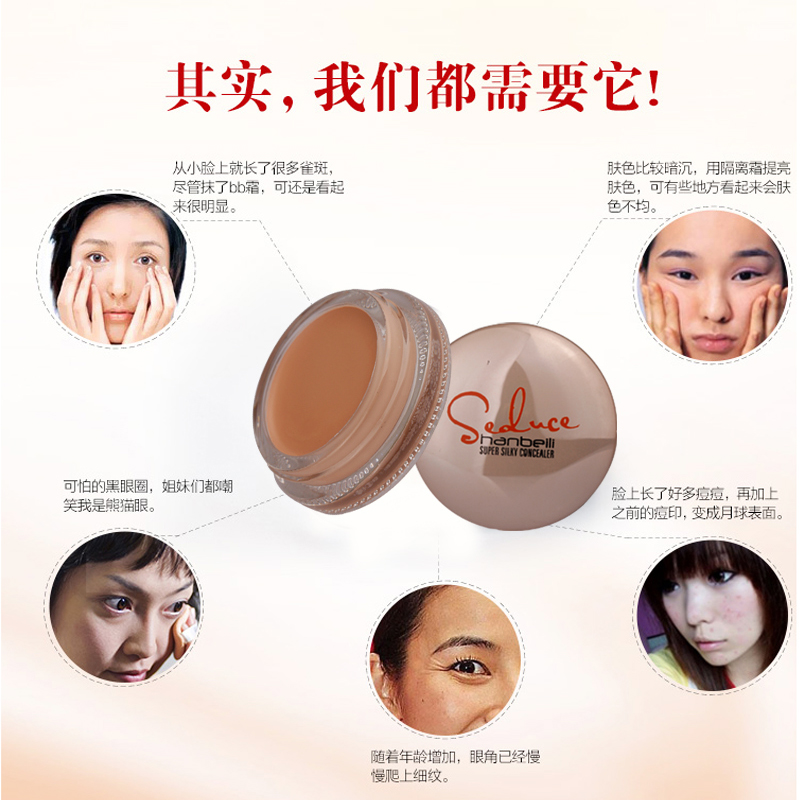 其实, 我们都需要它!
从小脸上就长了很多雀斑,
尽管抹了bb霜, 可还是看起
来很明显。
肤色比较暗沉, 用隔离霜提亮
肤色, 可有些地方看起来会肤
色不均。
Seduce
hanbeili
SUPER SILKY CONCEALER
可怕的黑眼圈, 姐妹们都嘲
笑我是熊猫眼。
脸上长了好多痘痘, 再加上
之前的痘印, 变成月球表面。
随着年龄增加, 眼角已经慢
慢爬上细纹。